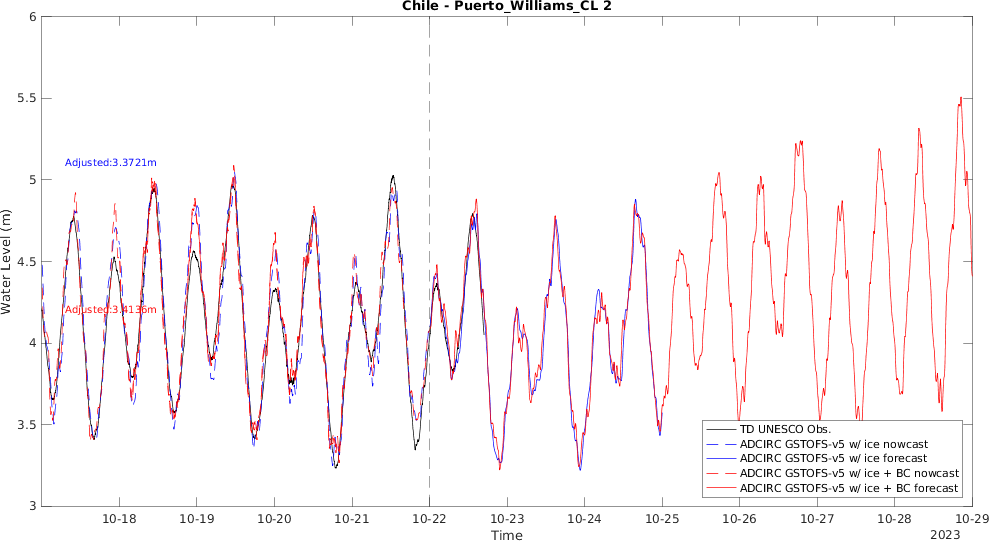 Chile - Puerto_Williams_CL 2
6
5.5
5
4.5
4
3.5
3
Water Level (m)
Adjusted:3.3721m
Adjusted:3.4136m
TD UNESCO Obs.
ADCIRC GSTOFS-v5 w/ ice nowcast
ADCIRC GSTOFS-v5 w/ ice forecast
ADCIRC GSTOFS-v5 w/ ice + BC nowcast
ADCIRC GSTOFS-v5 w/ ice + BC forecast
10-18 10-19 10-20 10-21 10-22 10-23 10-24 10-25 10-26 10-27 10-28 10-29
Time
2023